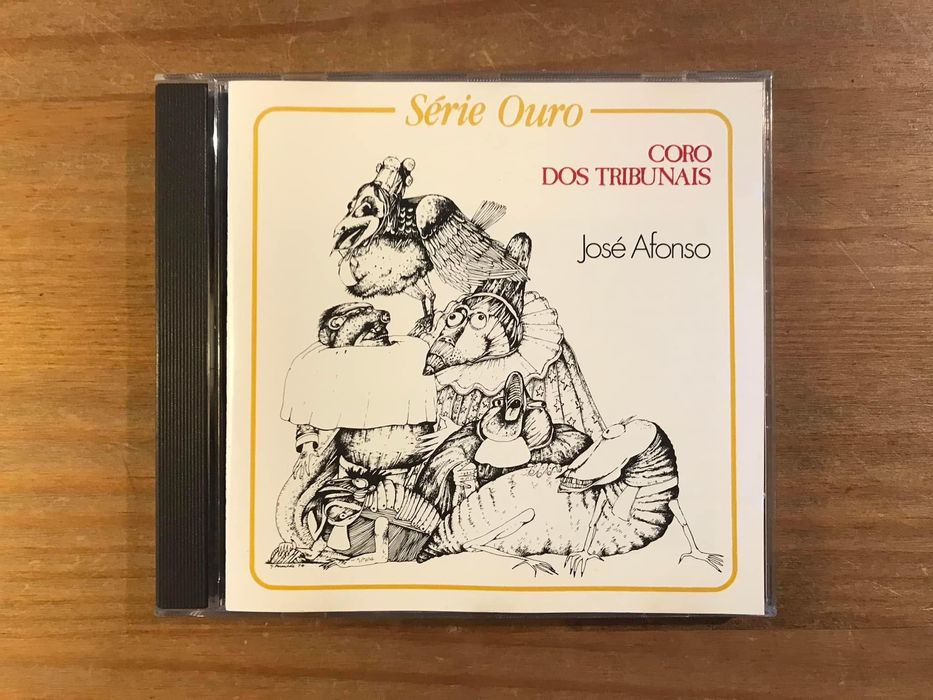 Série Ouro
CORO
DOS TRIBUNAIS
José Afonso